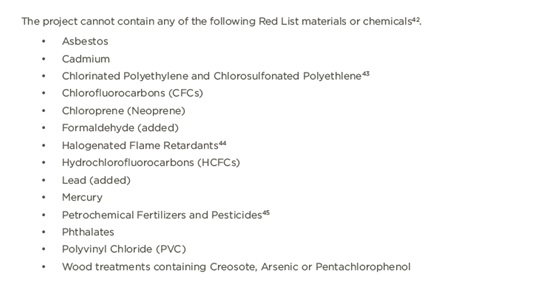 The project cannot contain any of the following Red List materials or chemicals⁴².
• Asbestos
• Cadmium
• Chlorinated Polyethylene and Chlorosulfonated Polyethlene⁴³
• Chlorofluorocarbons (CFCs)
• Chloroprene (Neoprene)
• Formaldehyde (added)
• Halogenated Flame Retardants⁴⁴
• Hydrochlorofluorocarbons (HCFCs)
• Lead (added)
• Mercury
• Petrochemical Fertilizers and Pesticides⁴⁵
• Phthalates
• Polyvinyl Chloride (PVC)
• Wood treatments containing Creosote, Arsenic or Pentachlorophenol